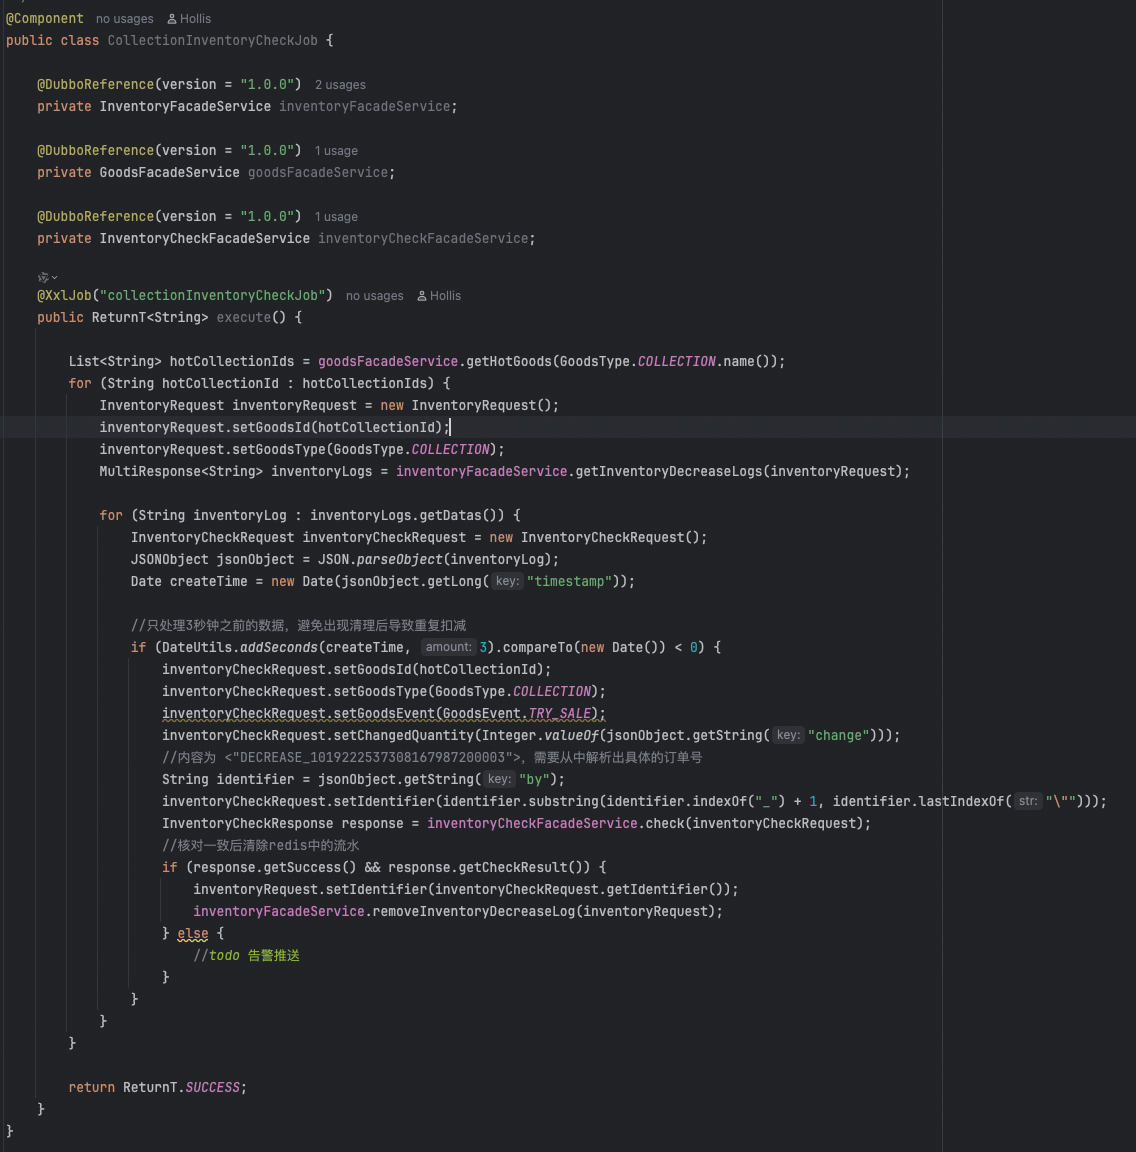 @Component no usages Hollis
public class CollectionInventoryCheckJob {
@DubboReference(version = "1.0.0") 2 usages
private InventoryFacadeService inventoryFacadeService;
@DubboReference(version = "1.0.0") 1 usage
private GoodsFacadeService goodsFacadeService;
@DubboReference(version = "1.0.0") 1 usage
private InventoryCheckFacadeService inventoryCheckFacadeService;
@XxlJob("collectionInventoryCheckJob") no usages Hollis
public ReturnT<String> execute() {
List<String> hotCollectionIds = goodsFacadeService.getHotGoods(GoodsType.COLLECTION.name());
for (String hotCollectionId : hotCollectionIds) {
InventoryRequest inventoryRequest = new InventoryRequest();
inventoryRequest.setGoodsId(hotCollectionId);
inventoryRequest.setGoodsType(GoodsType.COLLECTION);
MultiResponse<String> inventoryLogs = inventoryFacadeService.getInventoryDecreaseLogs(inventoryRequest);
for (String inventoryLog : inventoryLogs.getDatas()) {
InventoryCheckRequest inventoryCheckRequest = new InventoryCheckRequest();
JSONObject jsonObject = JSON.parseObject(inventoryLog);
Date createTime = new Date(jsonObject.getLong( key: "timestamp"));
//只处理3秒钟之前的数据，避免出现清理后导致重复扣减
if (DateUtils.addSeconds(createTime, amount: 3).compareTo(new Date()) < 0) {
inventoryCheckRequest.setGoodsId(hotCollectionId);
inventoryCheckRequest.setGoodsType(GoodsType.COLLECTION);
inventoryCheckRequest.setGoodsEvent(GoodsEvent.TRY_SALE);
inventoryCheckRequest.setChangedQuantity(Integer.valueOf(jsonObject.getString( key: "change")));
//内容为 <"DECREASE_1019222537308167987200003">，需要从中解析出具体的订单号
String identifier = jsonObject.getString( key: "by");
inventoryCheckRequest.setIdentifier(identifier.substring(identifier.indexOf("_") + 1, identifier.lastIndexOf( str: "\"")));
InventoryCheckResponse response = inventoryCheckFacadeService.check(inventoryCheckRequest);
//核对一致后清除redis中的流水
if (response.getSuccess() && response.getCheckResult()) {
inventoryRequest.setIdentifier(inventoryCheckRequest.getIdentifier());
inventoryFacadeService.removeInventoryDecreaseLog(inventoryRequest);
} else {
//todo 告警推送
}
}
}
}
return ReturnT.SUCCESS;
}
}